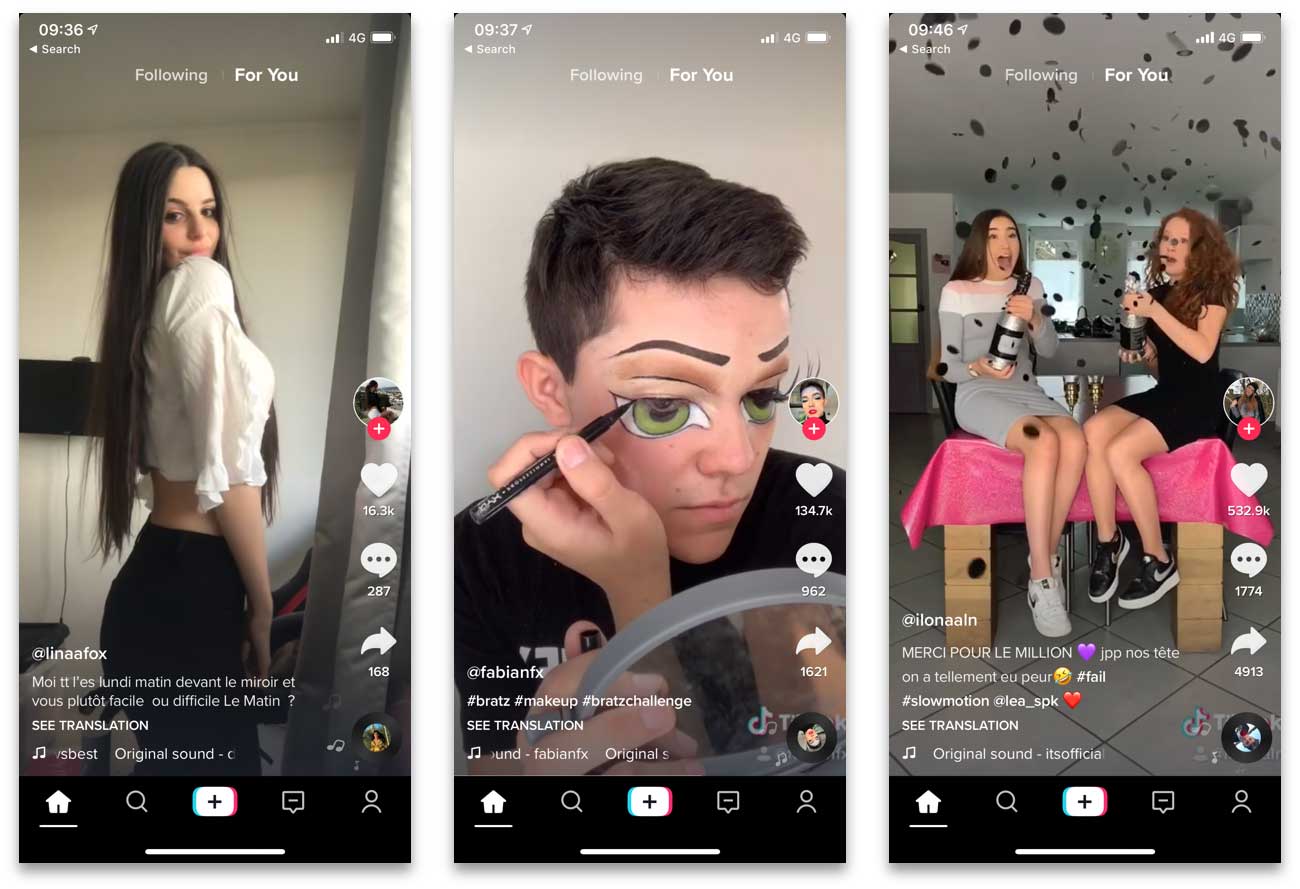 09:36
4G
Search
Following
For You
16.3k
287
168
@linaafox
Moi tt l'es lundi matin devant le miroir et
vous plutôt facile ou difficile Le Matin ?
SEE TRANSLATION
ysbest Original sound - d
09:37
4G
Search
Following
For You
134.7k
962
1621
@fabianfx
#bratz #makeup #bratzchallenge
SEE TRANSLATION
ound - fabianfx Original s
09:46
4G
Search
Following
For You
532.9k
1774
4913
@ilonaaln
MERCI POUR LE MILLION 💜 jpp nos tête
on a tellement eu peur🤣 #fail
#slowmotion @lea_spk ❤️
SEE TRANSLATION
Original sound - itsofficial